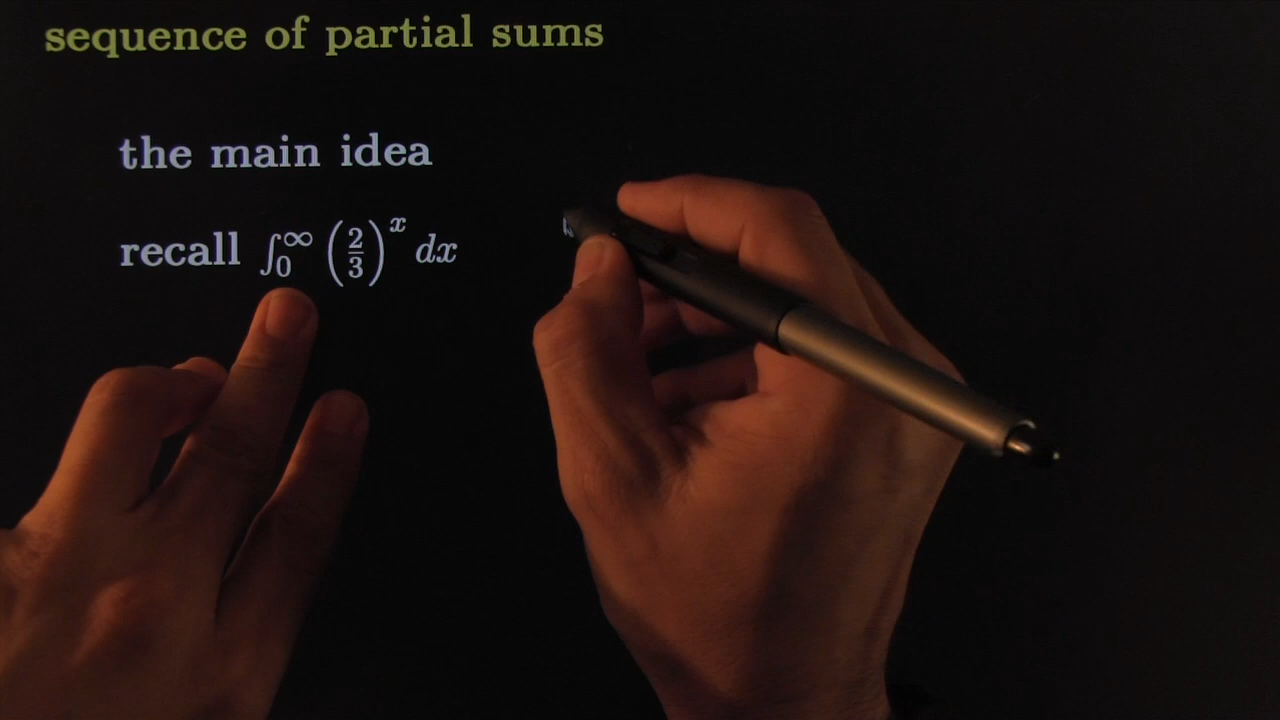 sequence of partial sums
the main idea
recall ∫₀^∞ (2/3)^x dx